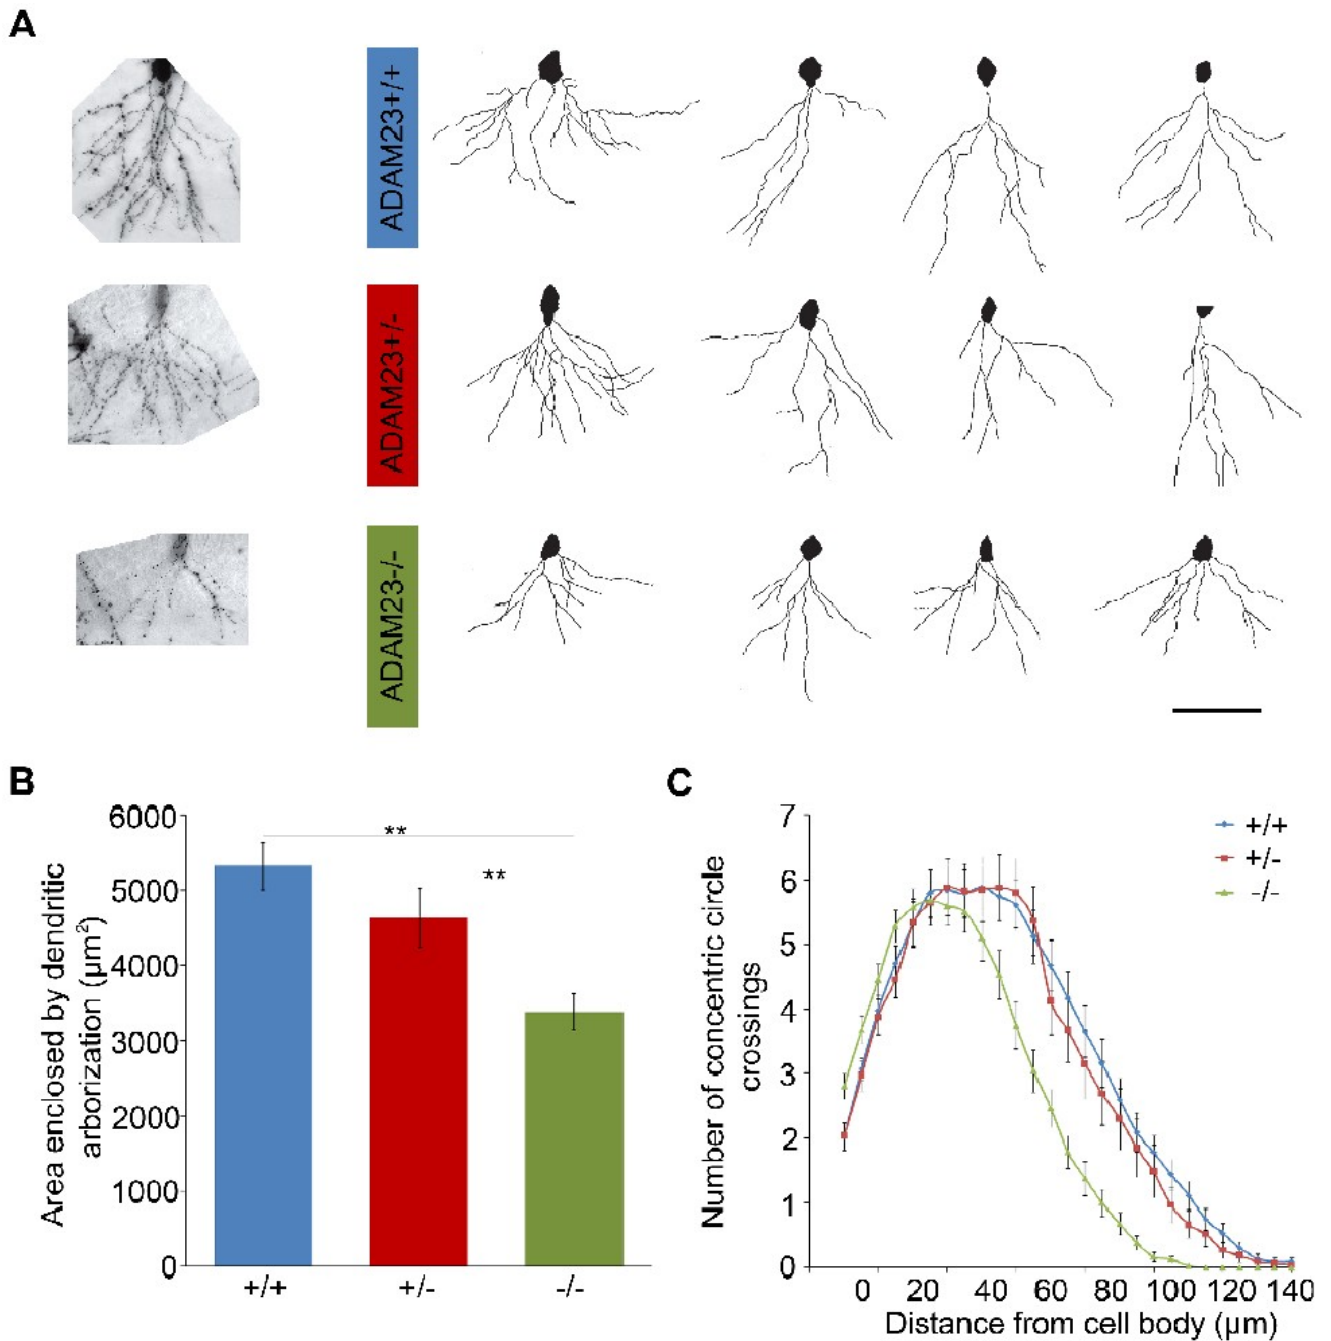 A
ADAM23+/+
ADAM23+/-
ADAM23-/-
B
Area enclosed by dendritic
arborization (µm²)
6000
5000
4000
3000
2000
1000
0
**
**
+/+
+/-
-/-
C
Number of concentric circle
crossings
7
6
5
4
3
2
1
0
+/+
+/-
-/-
0 20 40 60 80 100 120 140
Distance from cell body (µm)